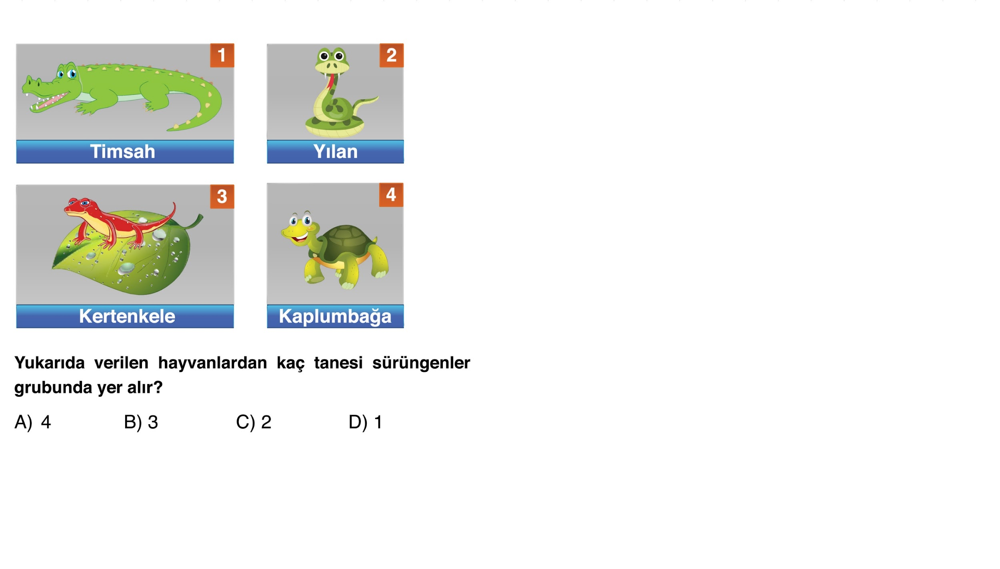 1
2
Timsah
Yılan
3
4
Kertenkele
Kaplumbağa
Yukarıda verilen hayvanlardan kaç tanesi sürüngenler
grubunda yer alır?
A) 4 B) 3 C) 2 D) 1